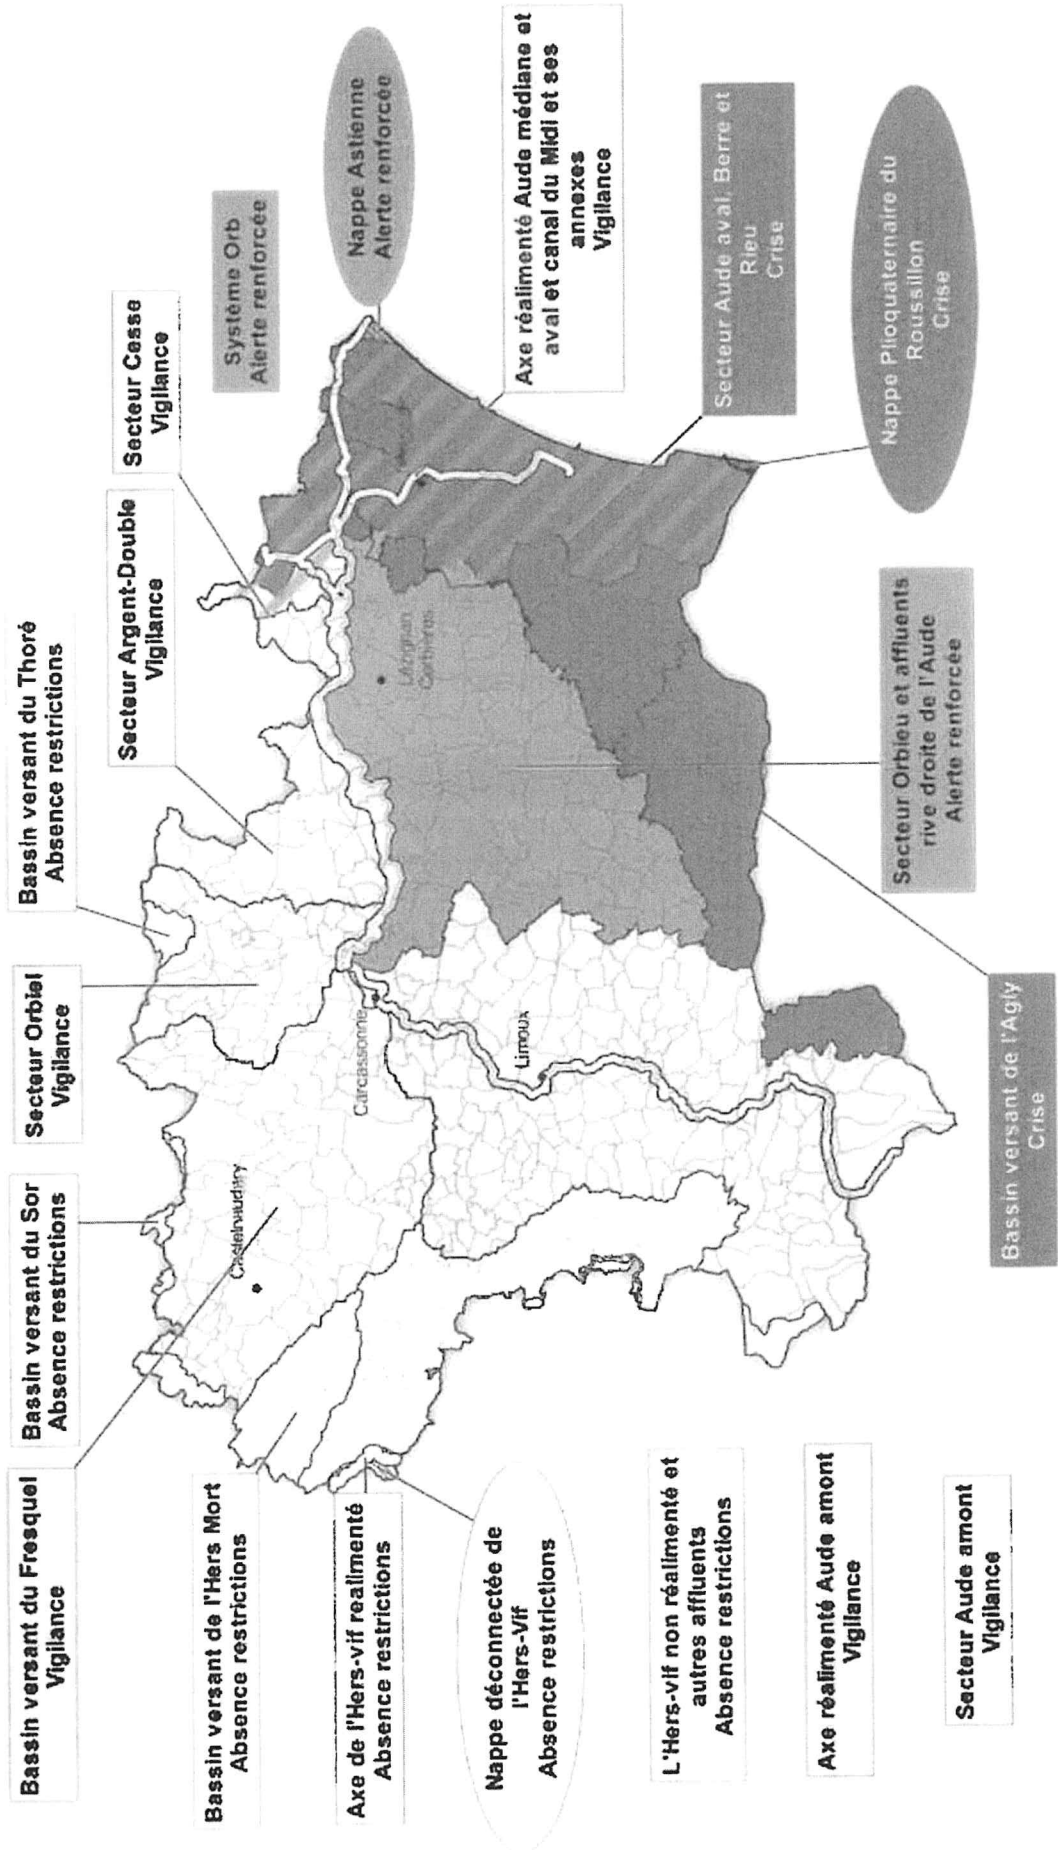 Bassin versant du Fresquel
Vigilance
Bassin versant du Sor
Absence restrictions
Secteur Orbiel
Vigilance
Bassin versant du Thoré
Absence restrictions
Secteur Argent-Double
Vigilance
Secteur Cesse
Vigilance
Système Orb
Alerte renforcée
Nappe Astienne
Alerte renforcée
Axe réalimenté Aude médiane et
aval et canal du Midi et ses
annexes
Vigilance
Secteur Aude aval, Berre et
Rieu
Crise
Nappe Plioquaternaire du
Roussillon
Crise
Secteur Orbieu et affluents
rive droite de l'Aude
Alerte renforcée
Bassin versant de l'Agly
Crise
Bassin versant de l'Hers Mort
Absence restrictions
Axe de l'Hers-vif realimenté
Absence restrictions
Nappe déconnectée de
l'Hers-Vif
Absence restrictions
L'Hers-vif non réalimenté et
autres affluents
Absence restrictions
Axe réalimenté Aude amont
Vigilance
Secteur Aude amont
Vigilance
Castelnaudary
Carcassonne
Limoux
Lézignan
Corbières